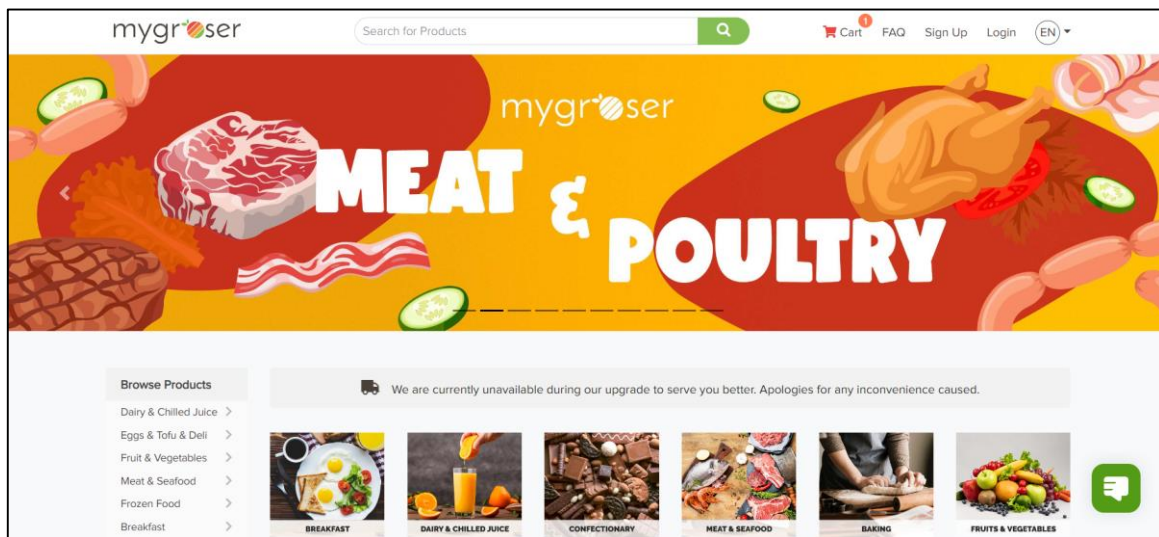 mygroser
Search for Products
1
Cart
FAQ
Sign Up
Login
EN
mygroser
MEAT
&
POULTRY
Browse Products
We are currently unavailable during our upgrade to serve you better. Apologies for any inconvenience caused.
Dairy & Chilled Juice
Eggs & Tofu & Deli
Fruit & Vegetables
Meat & Seafood
Frozen Food
Breakfast
BREAKFAST
DAIRY & CHILLED JUICE
CONFECTIONARY
MEAT & SEAFOOD
BAKING
FRUITS & VEGETABLES